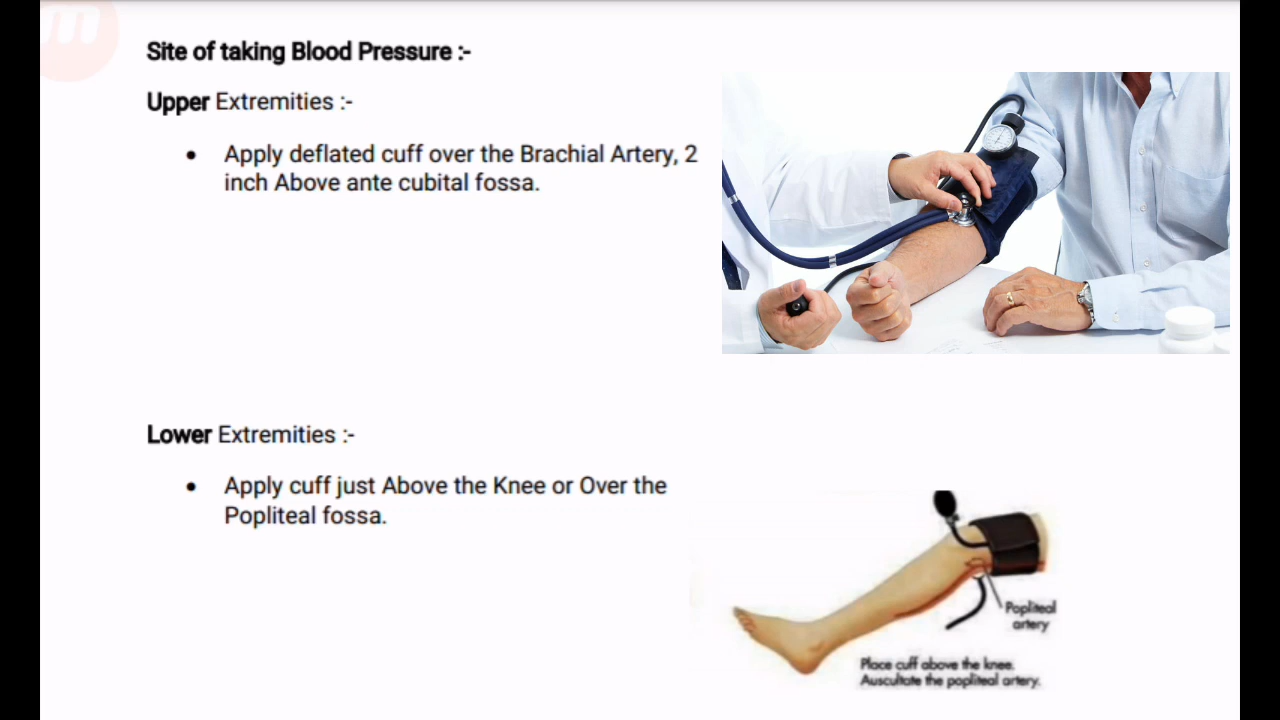 Site of taking Blood Pressure :-
Upper Extremities :-
• Apply deflated cuff over the Brachial Artery, 2
inch Above ante cubital fossa.
Lower Extremities :-
• Apply cuff just Above the Knee or Over the
Popliteal fossa.
Popliteal
artery
Place cuff above the knee.
Auscultate the popliteal artery.